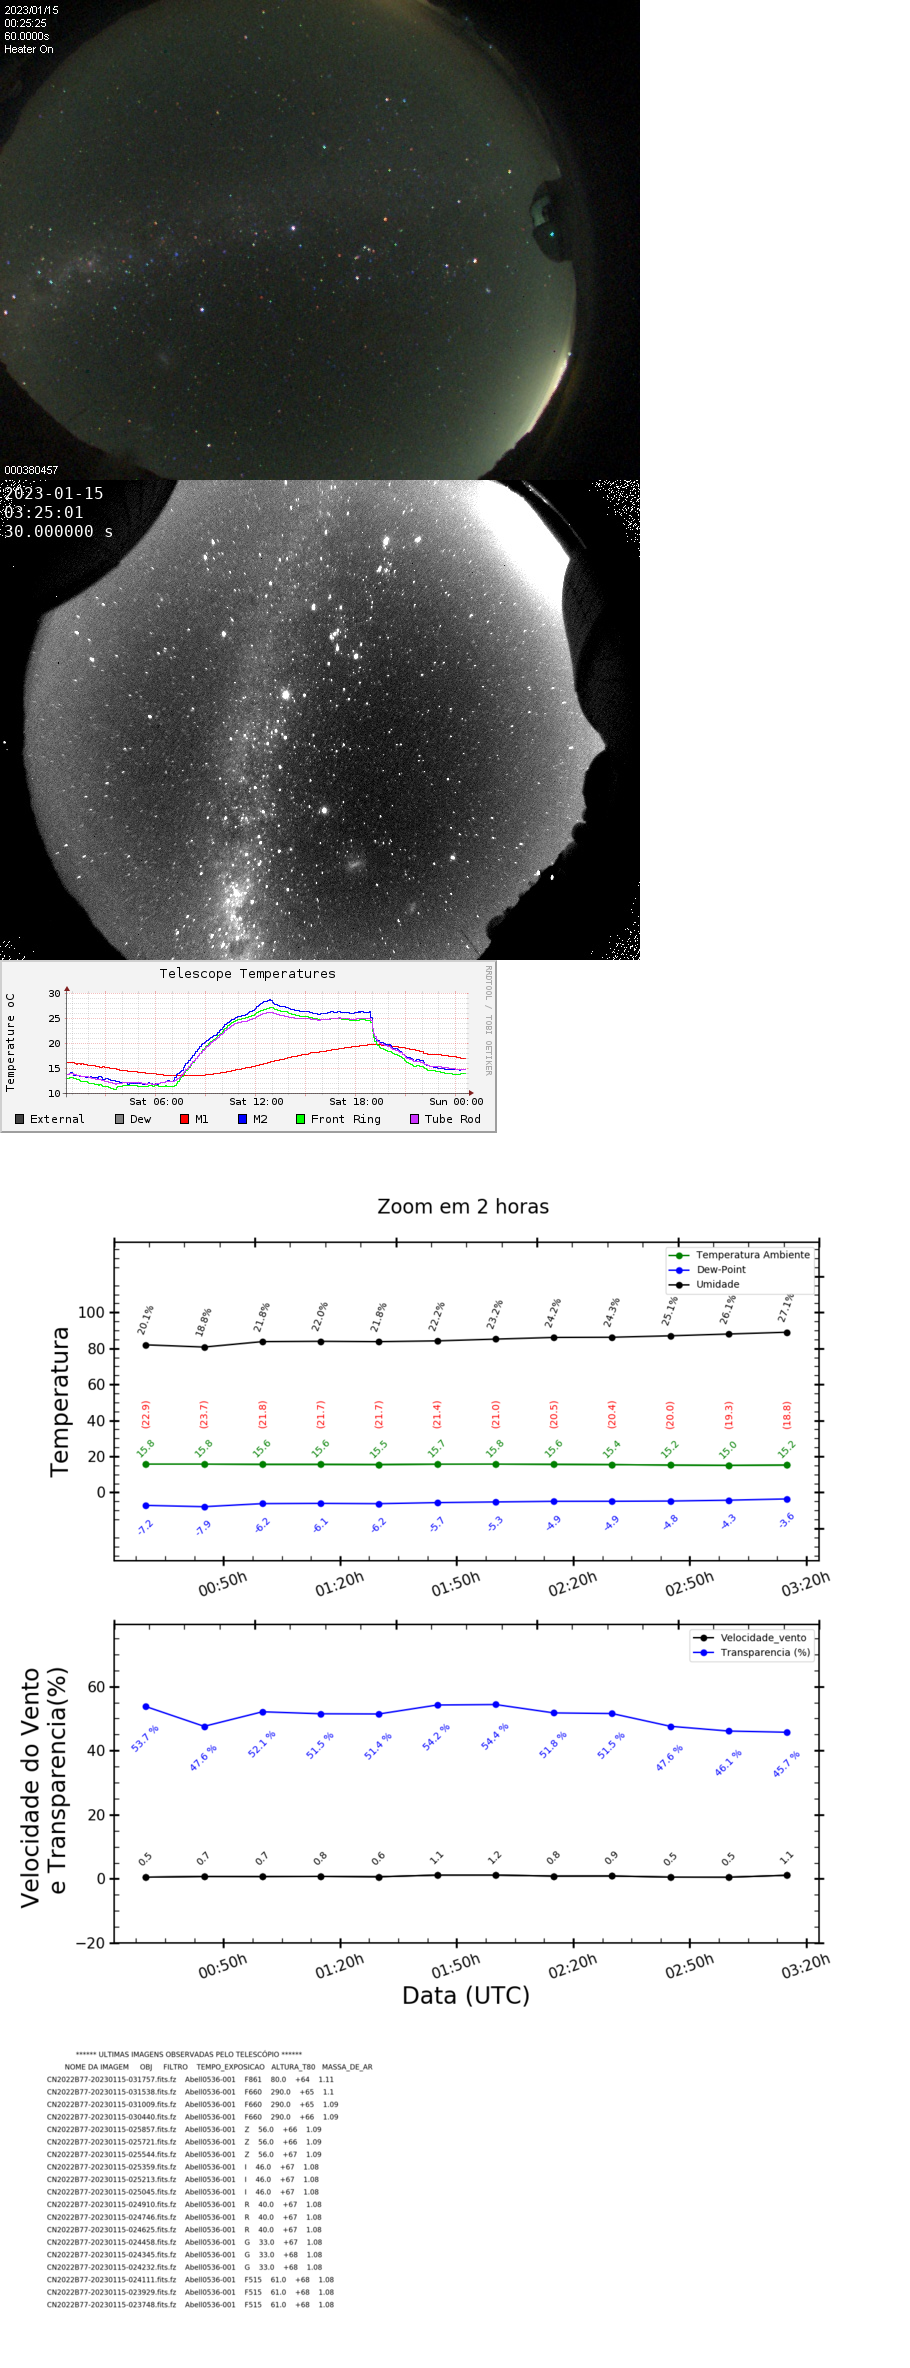 2023/01/15
00:25:25
60.0000s
Heater On
000380457
2023-01-15
03:25:01
30.000000 s
Telescope Temperatures
RRDTOOL / TOBI OETIKER
Temperature oC
30
25
20
15
10
Sat 06:00 Sat 12:00 Sat 18:00 Sun 00:00
External Dew M1 M2 Front Ring Tube Rod
Zoom em 2 horas
Temperatura Ambiente
Dew-Point
Umidade
Temperatura
100
80
60
40
20
0
20.1% 18.8% 21.8% 22.0% 21.8% 22.2% 23.2% 24.2% 24.3% 25.1% 26.1% 27.1%
(22.9) (23.7) (21.8) (21.7) (21.7) (21.4) (21.0) (20.5) (20.4) (20.0) (19.3) (18.8)
15.8 15.8 15.6 15.6 15.5 15.7 15.8 15.6 15.4 15.2 15.0 15.2
-7.2 -7.9 -6.2 -6.1 -6.2 -5.7 -5.3 -4.9 -4.9 -4.8 -4.3 -3.6
00:50h 01:20h 01:50h 02:20h 02:50h 03:20h
Velocidade_vento
Transparencia (%)
Velocidade do Vento
e Transparencia(%)
60
40
20
0
−20
53.7 % 47.6 % 52.1 % 51.5 % 51.4 % 54.2 % 54.4 % 51.8 % 51.5 % 47.6 % 46.1 % 45.7 %
0.5 0.7 0.7 0.8 0.6 1.1 1.2 0.8 0.9 0.5 0.5 1.1
00:50h 01:20h 01:50h 02:20h 02:50h 03:20h
Data (UTC)
****** ULTIMAS IMAGENS OBSERVADAS PELO TELESCÓPIO ******
NOME DA IMAGEM OBJ FILTRO TEMPO_EXPOSICAO ALTURA_T80 MASSA_DE_AR
CN2022B77-20230115-031757.fits.fz Abell0536-001 F861 80.0 +64 1.11
CN2022B77-20230115-031538.fits.fz Abell0536-001 F660 290.0 +65 1.1
CN2022B77-20230115-031009.fits.fz Abell0536-001 F660 290.0 +65 1.09
CN2022B77-20230115-030440.fits.fz Abell0536-001 F660 290.0 +66 1.09
CN2022B77-20230115-025857.fits.fz Abell0536-001 Z 56.0 +66 1.09
CN2022B77-20230115-025721.fits.fz Abell0536-001 Z 56.0 +66 1.09
CN2022B77-20230115-025544.fits.fz Abell0536-001 Z 56.0 +67 1.09
CN2022B77-20230115-025359.fits.fz Abell0536-001 I 46.0 +67 1.08
CN2022B77-20230115-025213.fits.fz Abell0536-001 I 46.0 +67 1.08
CN2022B77-20230115-025045.fits.fz Abell0536-001 I 46.0 +67 1.08
CN2022B77-20230115-024910.fits.fz Abell0536-001 R 40.0 +67 1.08
CN2022B77-20230115-024746.fits.fz Abell0536-001 R 40.0 +67 1.08
CN2022B77-20230115-024625.fits.fz Abell0536-001 R 40.0 +67 1.08
CN2022B77-20230115-024458.fits.fz Abell0536-001 G 33.0 +67 1.08
CN2022B77-20230115-024345.fits.fz Abell0536-001 G 33.0 +68 1.08
CN2022B77-20230115-024232.fits.fz Abell0536-001 G 33.0 +68 1.08
CN2022B77-20230115-024111.fits.fz Abell0536-001 F515 61.0 +68 1.08
CN2022B77-20230115-023929.fits.fz Abell0536-001 F515 61.0 +68 1.08
CN2022B77-20230115-023748.fits.fz Abell0536-001 F515 61.0 +68 1.08